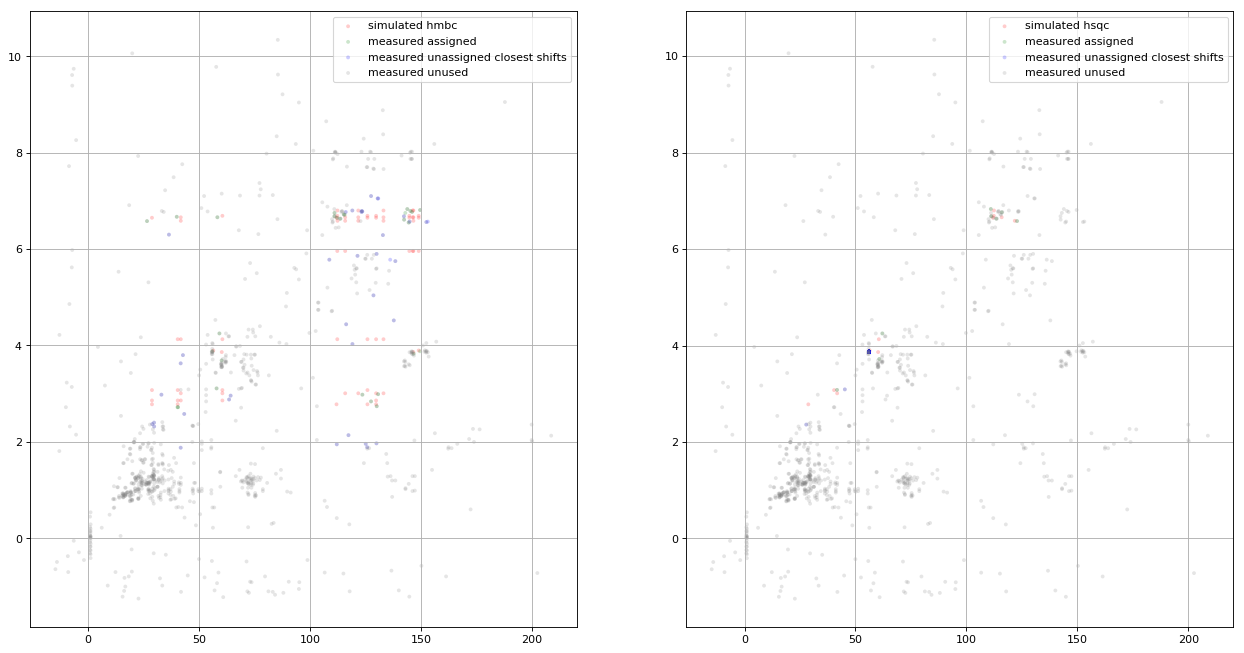 simulated hmbc
measured assigned
measured unassigned closest shifts
measured unused
10
8
6
4
2
0
0
50
100
150
200
simulated hsqc
measured assigned
measured unassigned closest shifts
measured unused
10
8
6
4
2
0
0
50
100
150
200